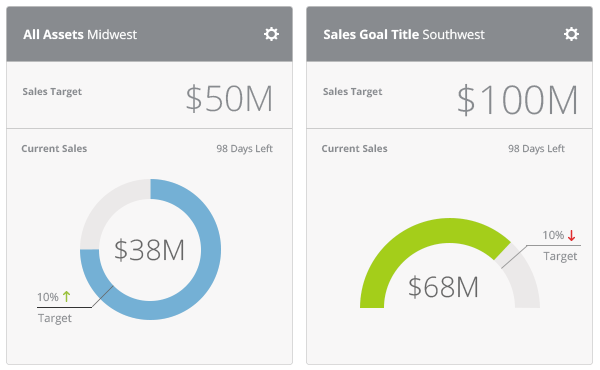 All Assets Midwest
Sales Target
$50M
Current Sales
98 Days Left
$38M
10%
Target
Sales Goal Title Southwest
Sales Target
$100M
Current Sales
98 Days Left
10%
Target
$68M